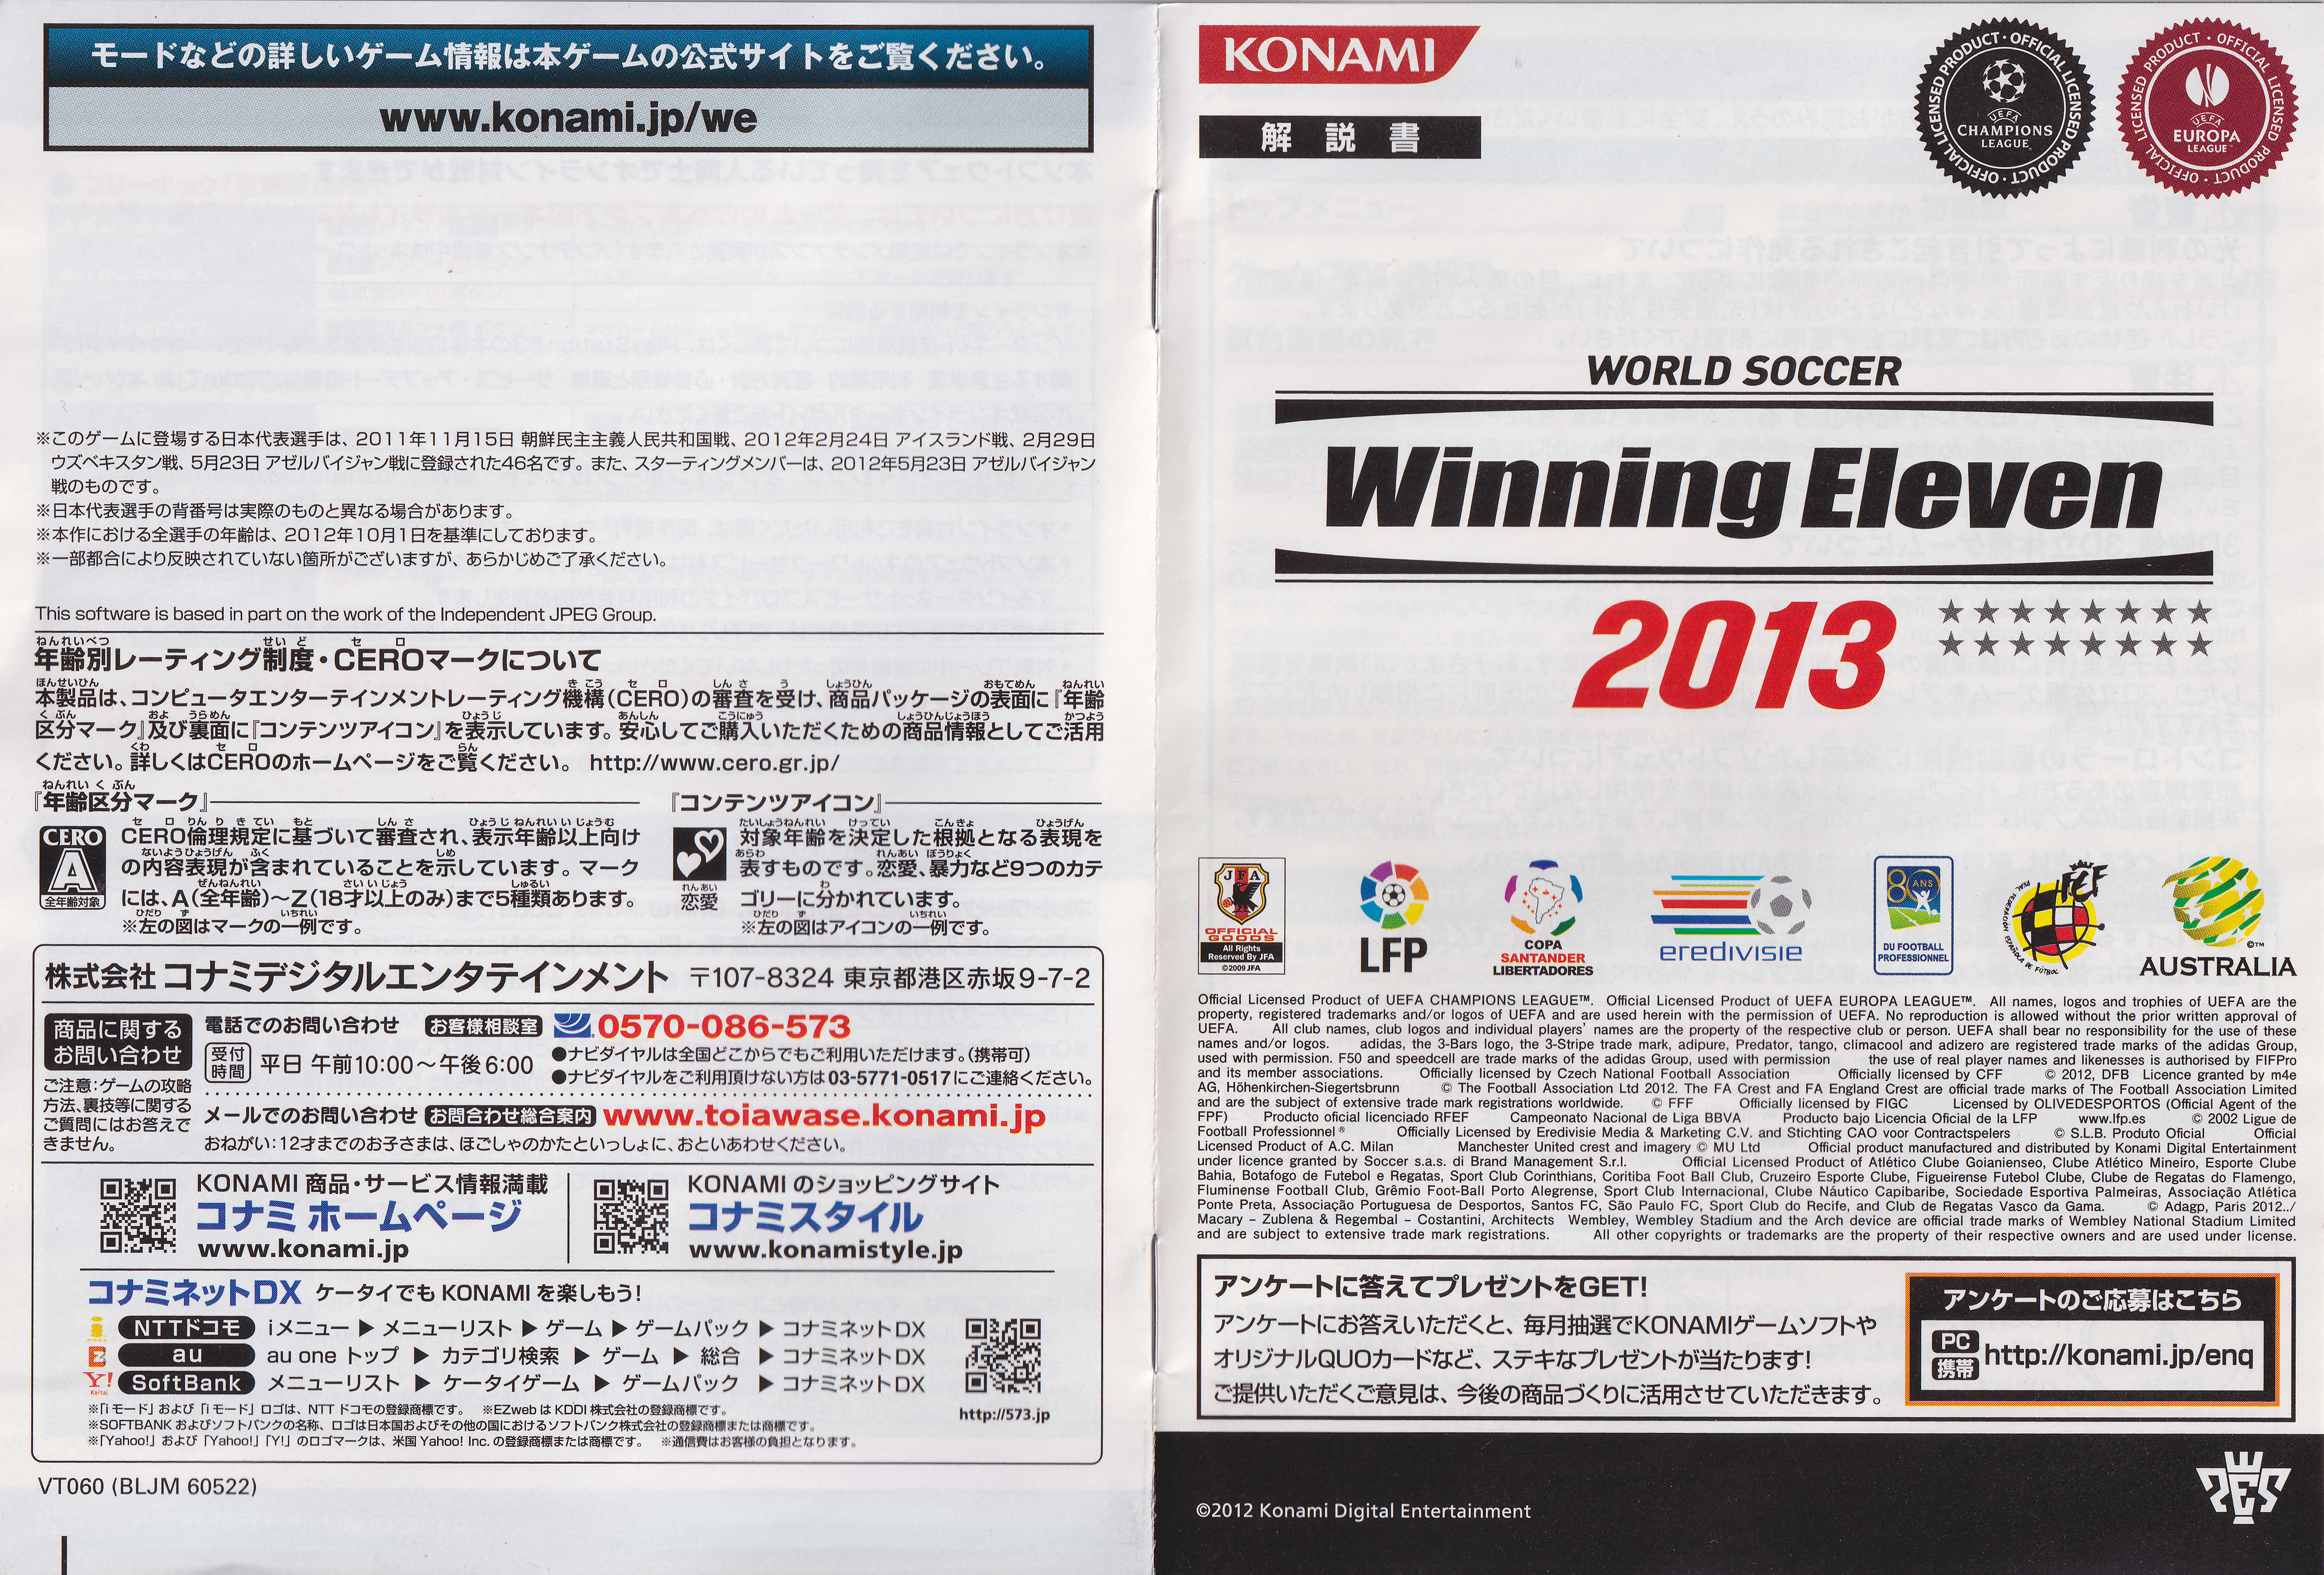 モードなどの詳しいゲーム情報は本ゲームの公式サイトをご覧ください。
www.konami.jp/we
※このゲームに登場する日本代表選手は、2011年11月15日 朝鮮民主主義人民共和国戦、2012年2月24日 アイスランド戦、2月29日
ウズベキスタン戦、5月23日 アゼルバイジャン戦に登録された46名です。また、スターティングメンバーは、2012年5月23日 アゼルバイジャン
戦のものです。
※日本代表選手の背番号は実際のものと異なる場合があります。
※本作における全選手の年齢は、2012年10月1日を基準にしております。
※一部都合により反映されていない箇所がございますが、あらかじめご了承ください。
This software is based in part on the work of the Independent JPEG Group.
年齢別レーティング制度・CEROマークについて
本製品は、コンピュータエンターテインメントレーティング機構(CERO)の審査を受け、商品パッケージの表面に『年齢
区分マーク』及び裏面に『コンテンツアイコン』を表示しています。安心してご購入いただくための商品情報としてご活用
ください。詳しくはCEROのホームページをご覧ください。 http://www.cero.gr.jp/
『年齢区分マーク』
CERO
A
全年齢対象
CERO倫理規定に基づいて審査され、表示年齢以上向け
の内容表現が含まれていることを示しています。マーク
には、A(全年齢)〜Z(18才以上のみ)まで5種類あります。
※左の図はマークの一例です。
『コンテンツアイコン』
恋愛
対象年齢を決定した根拠となる表現を
表すものです。恋愛、暴力など9つのカテ
ゴリーに分かれています。
※左の図はアイコンの一例です。
株式会社 コナミデジタルエンタテインメント 〒107-8324 東京都港区赤坂9-7-2
商品に関する
お問い合わせ
ご注意:ゲームの攻略
方法、裏技等に関する
ご質問にはお答えで
きません。
電話でのお問い合わせ お客様相談室 0570-086-573
受付時間 平日 午前10:00〜午後6:00
●ナビダイヤルは全国どこからでもご利用いただけます。(携帯可)
●ナビダイヤルをご利用頂けない方は03-5771-0517にご連絡ください。
メールでのお問い合わせ お問合わせ総合案内 www.toiawase.konami.jp
おねがい:12才までのお子さまは、ほごしゃのかたといっしょに、おといあわせください。
KONAMI 商品・サービス情報満載
コナミ ホームページ
www.konami.jp
KONAMI のショッピングサイト
コナミスタイル
www.konamistyle.jp
コナミネットDX ケータイでも KONAMI を楽しもう!
NTTドコモ iメニュー ▶ メニューリスト ▶ ゲーム ▶ ゲームパック ▶ コナミネット DX
au au one トップ ▶ カテゴリ検索 ▶ ゲーム ▶ 総合 ▶ コナミネット DX
Y! Keitai SoftBank メニューリスト ▶ ケータイゲーム ▶ ゲームパック ▶ コナミネット DX
http://573.jp
※「i モード」および「i モード」ロゴは、NTT ドコモの登録商標です。 ※EZweb は KDDI 株式会社の登録商標です。
※SOFTBANK およびソフトバンクの名称、ロゴは日本国およびその他の国におけるソフトバンク株式会社の登録商標または商標です。
※「Yahoo!」および「Yahoo!」「Y!」のロゴマークは、米国 Yahoo! Inc. の登録商標または商標です。 ※通信費はお客様の負担となります。
VT060 (BLJM 60522)
KONAMI
解説書
OFFICIAL LICENSED PRODUCT・OFFICIAL LICENSED PRODUCT・
UEFA
CHAMPIONS
LEAGUE
OFFICIAL LICENSED PRODUCT・OFFICIAL LICENSED PRODUCT・
UEFA
EUROPA
LEAGUE™
WORLD SOCCER
Winning Eleven
2013
JFA
OFFICIAL
GOODS
All Rights
Reserved By JFA
©2009 JFA
LFP
COPA
SANTANDER
LIBERTADORES
eredivisie
80 ANS
DU FOOTBALL
PROFESSIONNEL
REAL FEDERACIÓN ESPAÑOLA DE FÚTBOL
©™
AUSTRALIA
Official Licensed Product of UEFA CHAMPIONS LEAGUE™. Official Licensed Product of UEFA EUROPA LEAGUE™. All names, logos and trophies of UEFA are the
property, registered trademarks and/or logos of UEFA and are used herein with the permission of UEFA. No reproduction is allowed without the prior written approval of
UEFA. All club names, club logos and individual players' names are the property of the respective club or person. UEFA shall bear no responsibility for the use of these
names and/or logos. adidas, the 3-Bars logo, the 3-Stripe trade mark, adipure, Predator, tango, climacool and adizero are registered trade marks of the adidas Group,
used with permission. F50 and speedcell are trade marks of the adidas Group, used with permission the use of real player names and likenesses is authorised by FIFPro
and its member associations. Officially licensed by Czech National Football Association Officially licensed by CFF © 2012, DFB Licence granted by m4e
AG, Höhenkirchen-Siegertsbrunn © The Football Association Ltd 2012. The FA Crest and FA England Crest are official trade marks of The Football Association Limited
and are the subject of extensive trade mark registrations worldwide. © FFF Officially licensed by FIGC Licensed by OLIVEDESPORTOS (Official Agent of the
FPF) Producto oficial licenciado RFEF Campeonato Nacional de Liga BBVA Producto bajo Licencia Oficial de la LFP www.lfp.es © 2002 Ligue de
Football Professionnel® Officially Licensed by Eredivisie Media & Marketing C.V. and Stichting CAO voor Contractspelers © S.L.B. Produto Oficial Official
Licensed Product of A.C. Milan Manchester United crest and imagery © MU Ltd Official product manufactured and distributed by Konami Digital Entertainment
under licence granted by Soccer s.a.s. di Brand Management S.r.l. Official Licensed Product of Atlético Clube Goianienseo, Clube Atlético Mineiro, Esporte Clube
Bahia, Botafogo de Futebol e Regatas, Sport Club Corinthians, Coritiba Foot Ball Club, Cruzeiro Esporte Clube, Figueirense Futebol Clube, Clube de Regatas do Flamengo,
Fluminense Football Club, Grêmio Foot-Ball Porto Alegrense, Sport Club Internacional, Clube Náutico Capibaribe, Sociedade Esportiva Palmeiras, Associação Atlética
Ponte Preta, Associação Portuguesa de Desportos, Santos FC, São Paulo FC, Sport Club do Recife, and Club de Regatas Vasco da Gama. © Adagp, Paris 2012../
Macary - Zublena & Regembal - Costantini, Architects Wembley, Wembley Stadium and the Arch device are official trade marks of Wembley National Stadium Limited
and are subject to extensive trade mark registrations. All other copyrights or trademarks are the property of their respective owners and are used under license.
アンケートに答えてプレゼントをGET!
アンケートにお答えいただくと、毎月抽選でKONAMIゲームソフトや
オリジナルQUOカードなど、ステキなプレゼントが当たります!
ご提供いただくご意見は、今後の商品づくりに活用させていただきます。
アンケートのご応募はこちら
PC
携帯 http://konami.jp/enq
©2012 Konami Digital Entertainment
PES